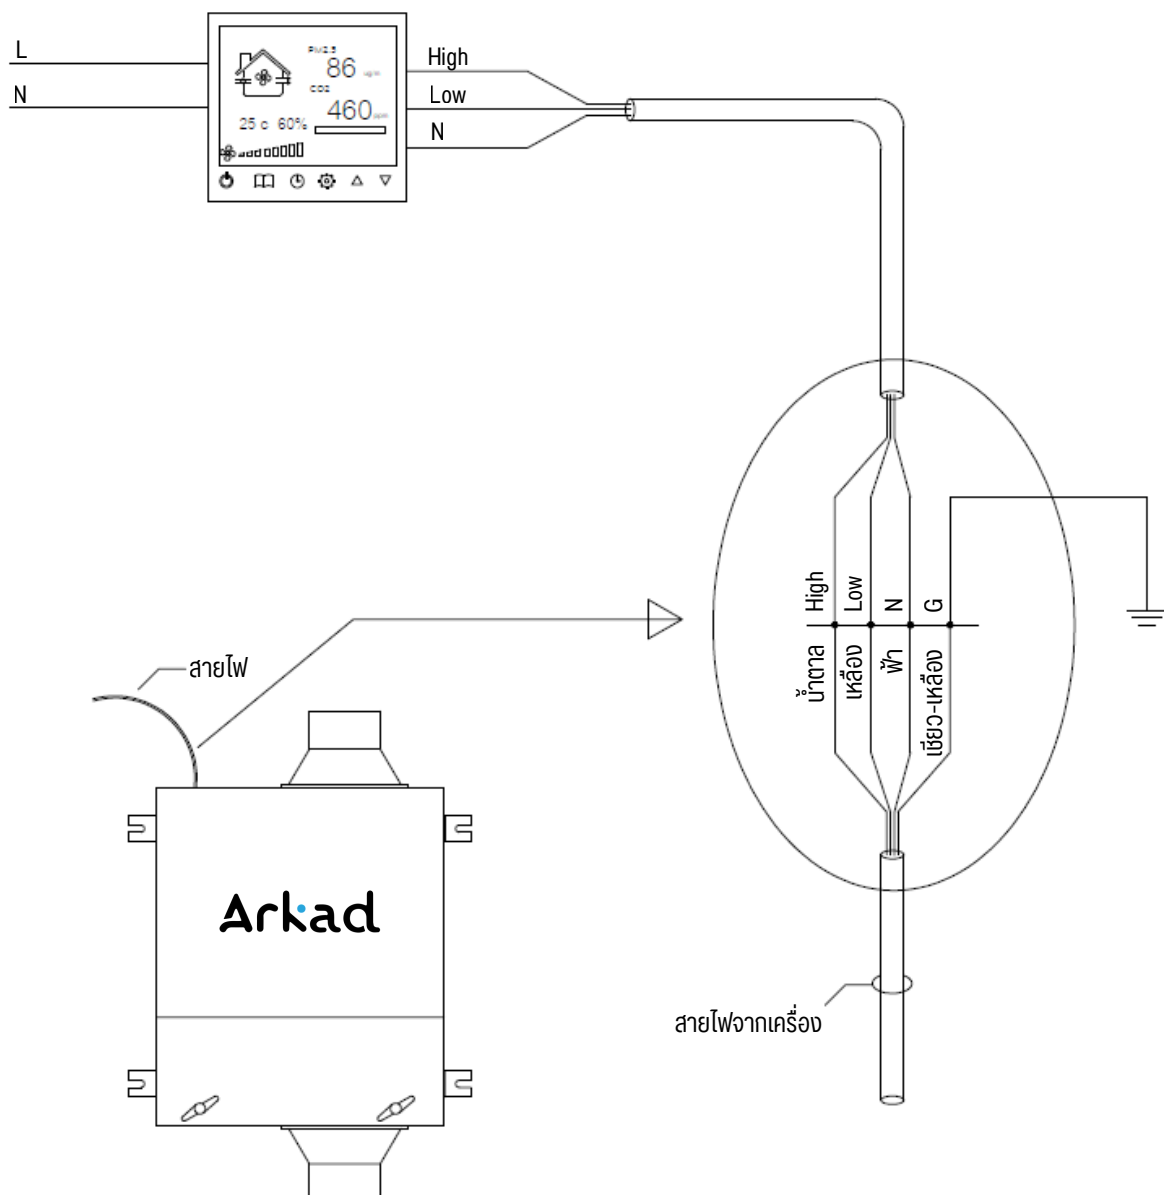 L
N
PM2.5
86 ug/m
CO2
460 ppm
25 c 60%
High
Low
N
High
Low
N
G
น้ำตาล
เหลือง
ฟ้า
เขียว-เหลือง
สายไฟ
Arkad
สายไฟจากเครื่อง